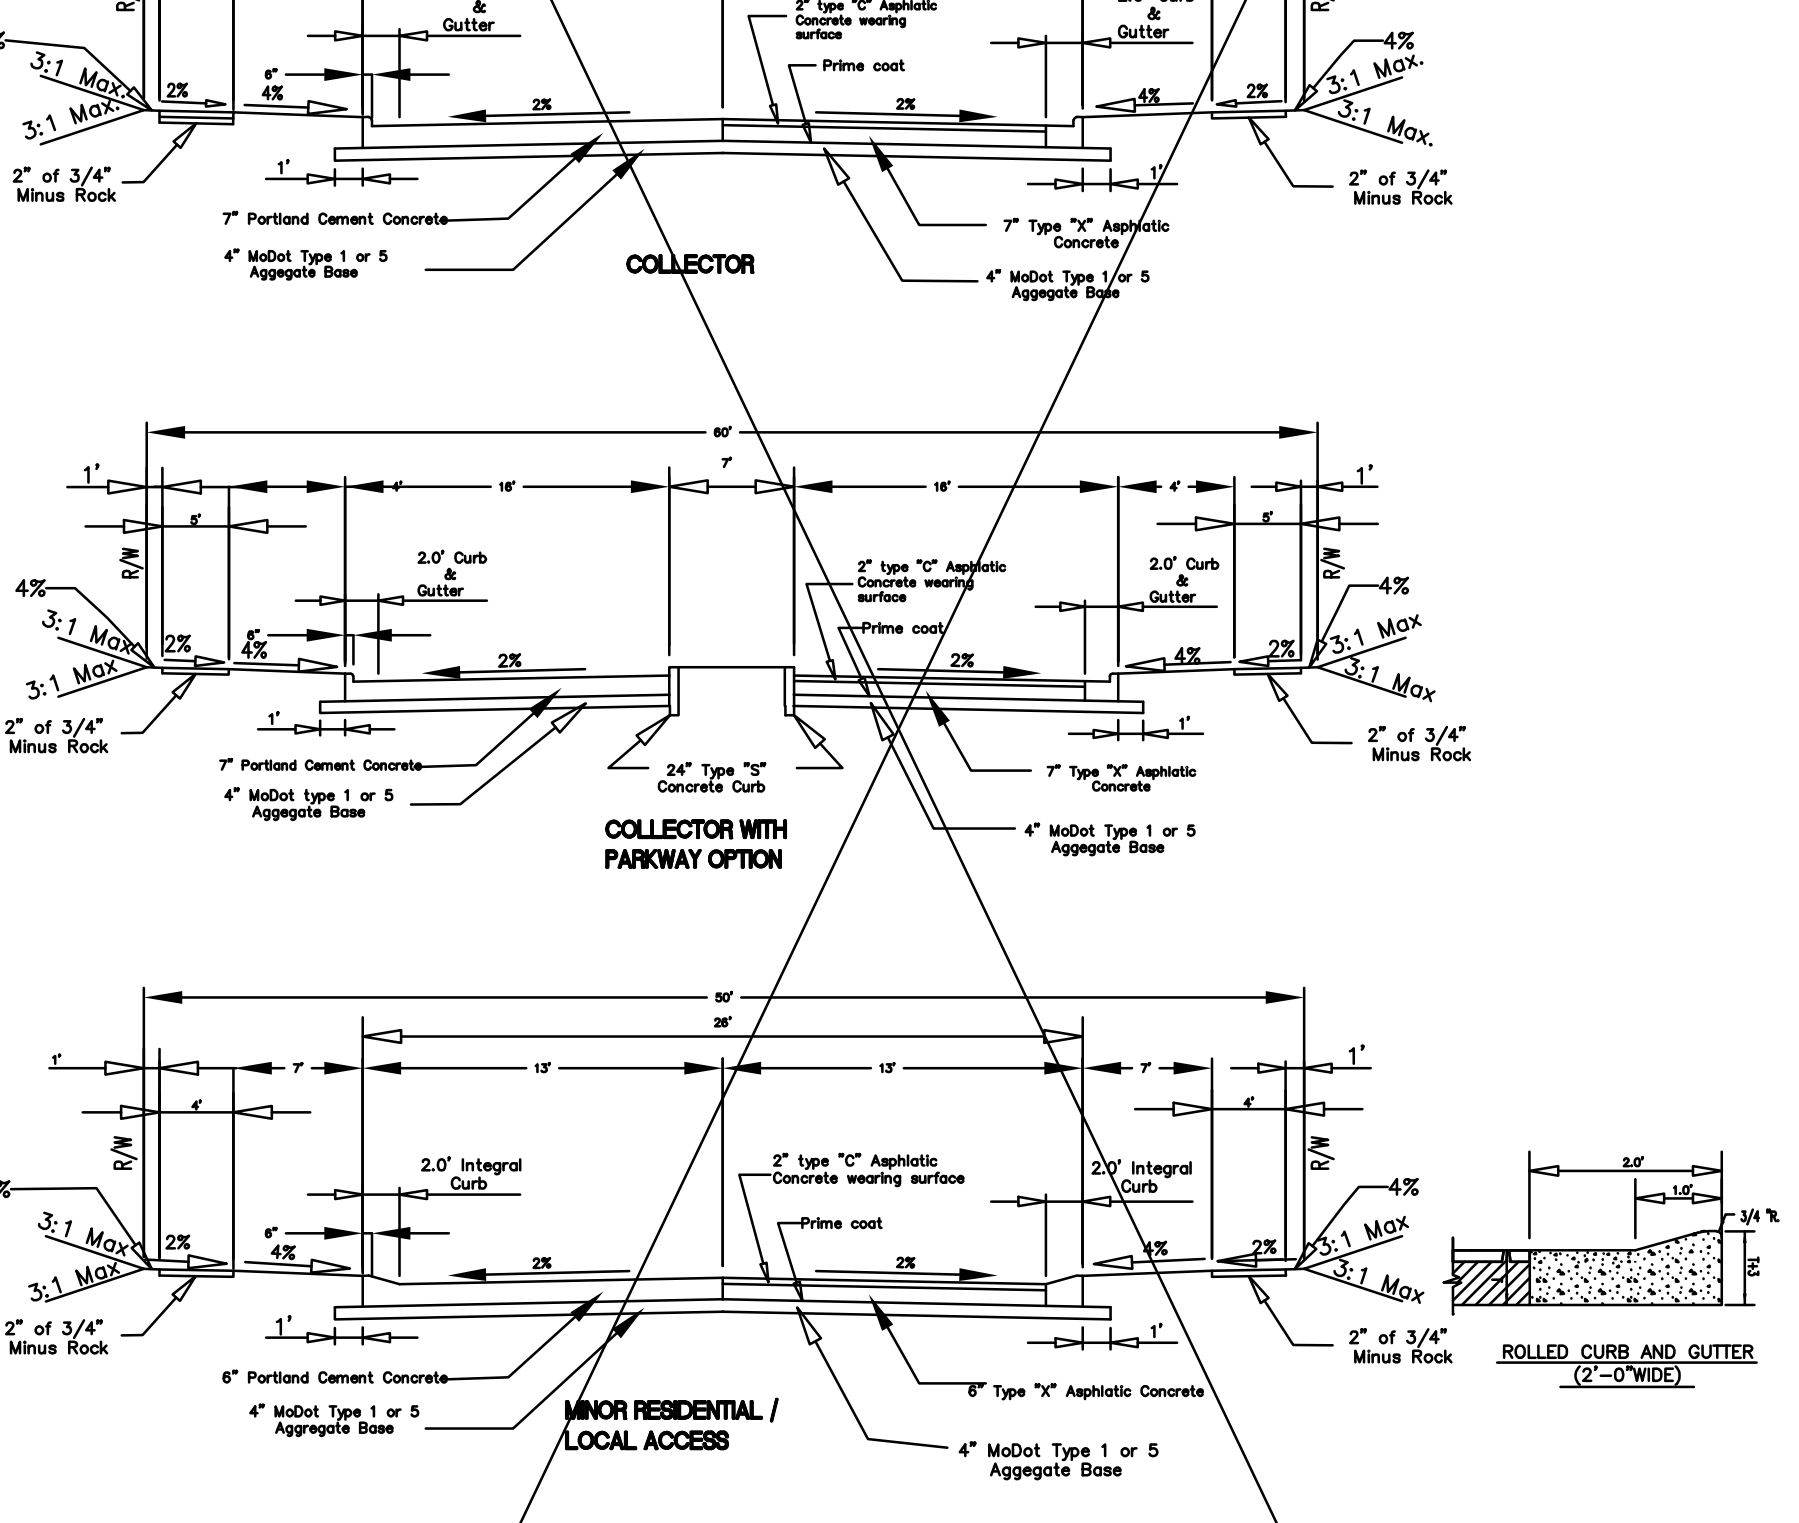 R/W
&
Gutter
2" type "C" Asphlatic
Concrete wearing
surface
2.0' Curb
&
Gutter
R/W
4%
3:1 Max.
3:1 Max.
2%
4%
6"
2%
Prime coat
2%
4%
2%
4%
3:1 Max.
3:1 Max.
2" of 3/4"
Minus Rock
1'
7" Portland Cement Concrete
4" MoDot Type 1 or 5
Aggegate Base
COLLECTOR
7" Type "X" Asphlatic
Concrete
4" MoDot Type 1 or 5
Aggegate Base
1'
2" of 3/4"
Minus Rock
60'
1'
4'
16'
7'
16'
4'
1'
5'
5'
R/W
2.0' Curb
&
Gutter
2" type "C" Asphlatic
Concrete wearing
surface
2.0' Curb
&
Gutter
R/W
4%
3:1 Max
3:1 Max
2%
4%
6"
2%
Prime coat
2%
4%
2%
4%
3:1 Max
3:1 Max
2" of 3/4"
Minus Rock
1'
7" Portland Cement Concrete
4" MoDot type 1 or 5
Aggegate Base
24" Type "S"
Concrete Curb
COLLECTOR WITH
PARKWAY OPTION
7" Type "X" Asphlatic
Concrete
4" MoDot Type 1 or 5
Aggegate Base
1'
2" of 3/4"
Minus Rock
50'
26'
1'
7'
13'
13'
7'
1'
4'
4'
R/W
2.0' Integral
Curb
2" type "C" Asphlatic
Concrete wearing surface
2.0' Integral
Curb
R/W
%
3:1 Max
3:1 Max
2%
4%
6"
2%
Prime coat
2%
4%
2%
4%
3:1 Max
3:1 Max
2" of 3/4"
Minus Rock
1'
6" Portland Cement Concrete
4" MoDot Type 1 or 5
Aggregate Base
MINOR RESIDENTIAL /
LOCAL ACCESS
6" Type "X" Asphlatic Concrete
4" MoDot Type 1 or 5
Aggegate Base
1'
2" of 3/4"
Minus Rock
2.0'
1.0'
3/4 "R.
T+3
ROLLED CURB AND GUTTER
(2'-0"WIDE)